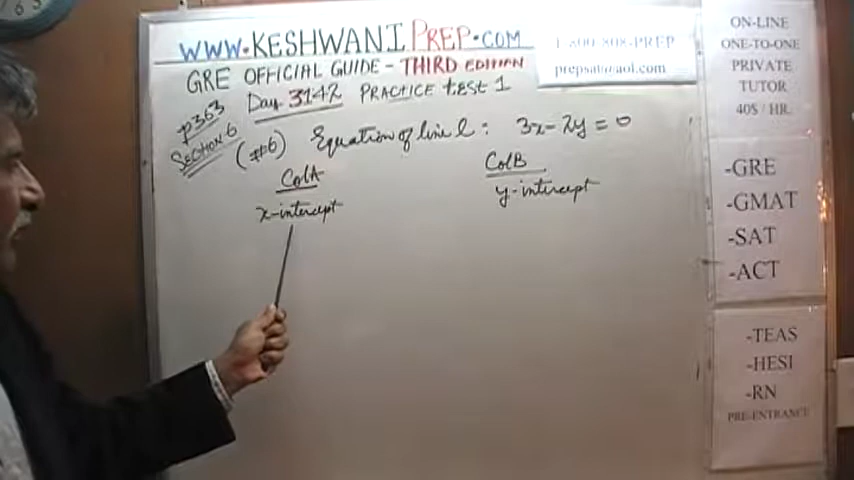 WWW.KESHWANI PREP.COM
1-800-808-PREP
prepsat@aol.com
GRE OFFICIAL GUIDE - THIRD EDITION
p363
Day 3142 PRACTICE tEST 1
SECTION-6
(#6) Equation of line l : 3x-2y=0
Col A
x-intercept
Col B
y-intercept
ON-LINE
ONE-TO-ONE
PRIVATE
TUTOR
40$ / HR.
-GRE
-GMAT
-SAT
-ACT
-TEAS
-HESI
-RN
PRE-ENTRANCE